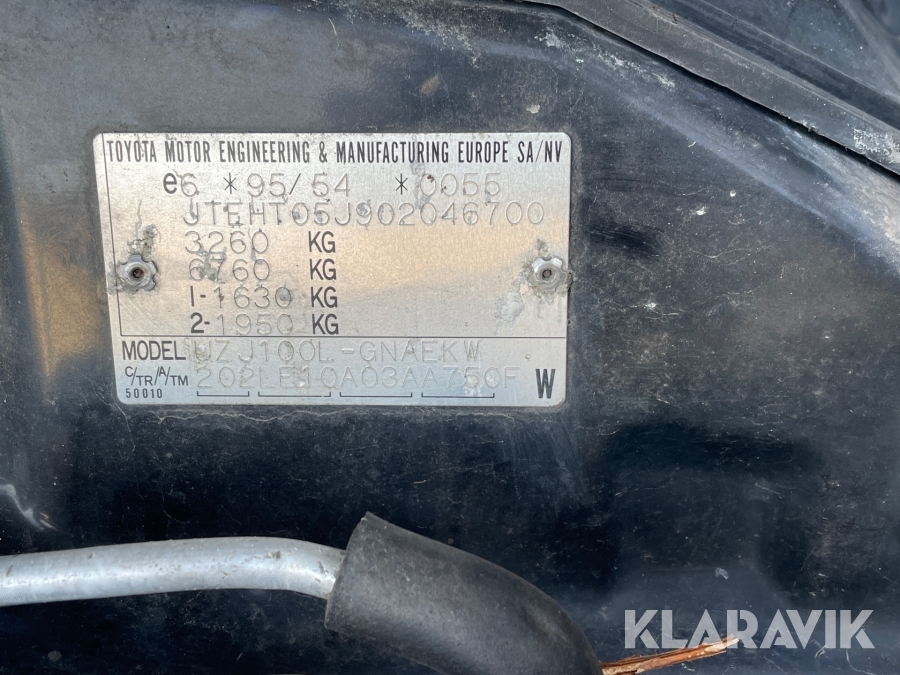 TOYOTA MOTOR ENGINEERING & MANUFACTURING EUROPE SA/NV
e6 *95/54 *0055
JTEHT05J902046700
3260 KG
6760 KG
1-1630 KG
2-1950 KG
MODEL UZJ100L-GNAEKW
C/TR/A/TM 202LE10A03AA750F W
50010
KLARAVIK